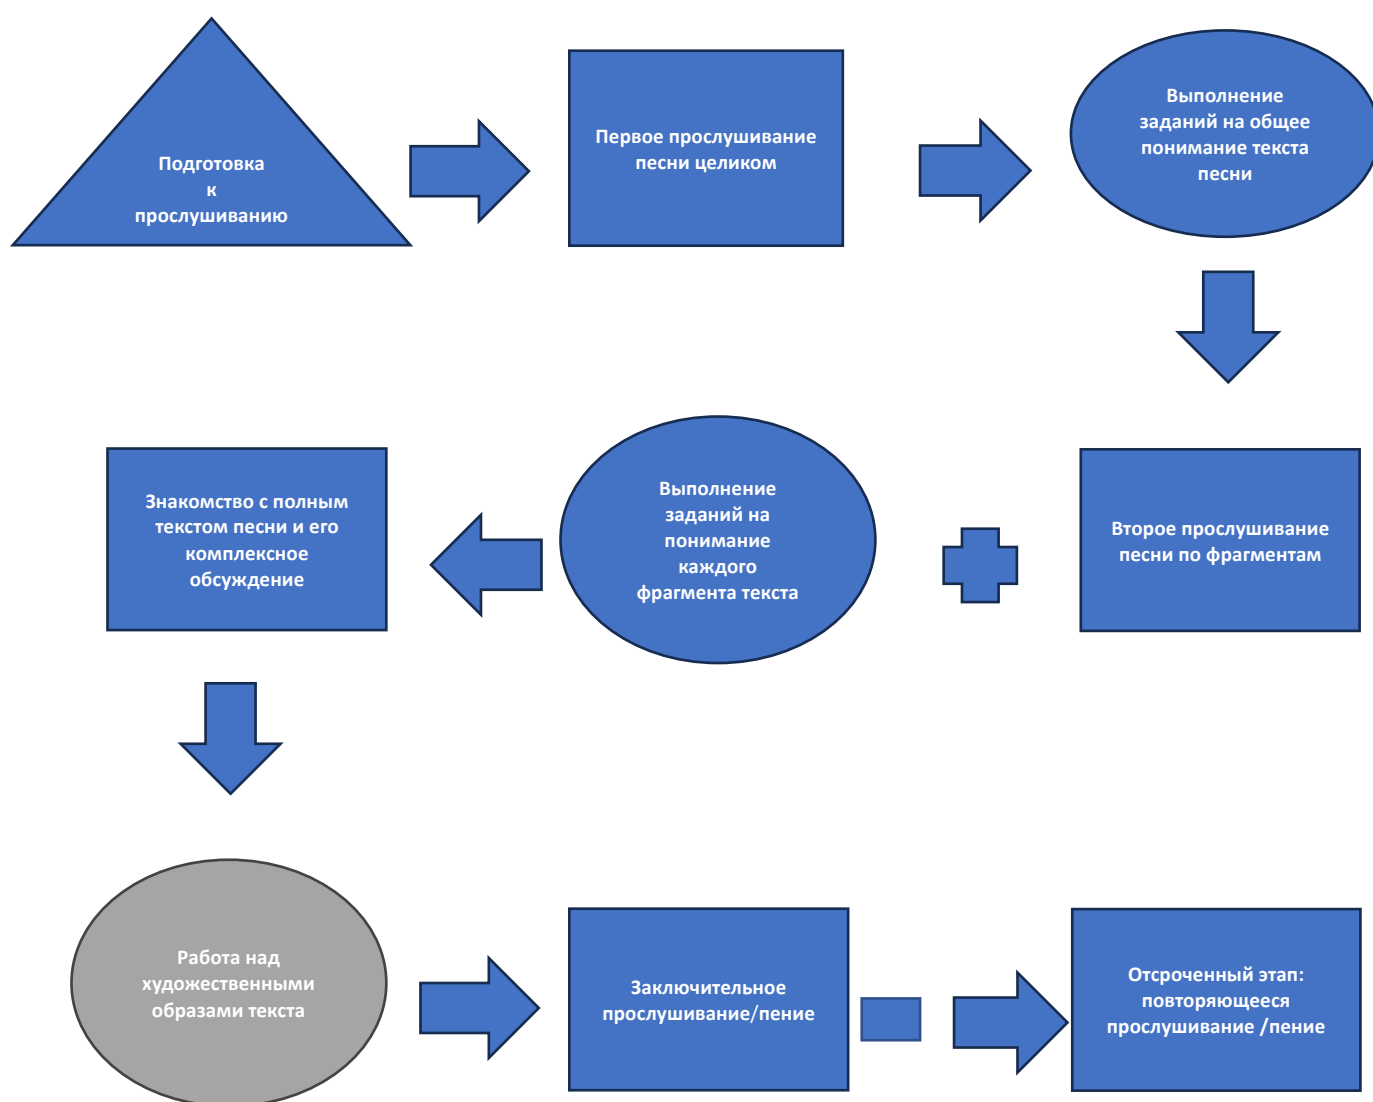 Подготовка
к
прослушиванию
Первое прослушивание
песни целиком
Выполнение
заданий на общее
понимание текста
песни
Знакомство с полным
текстом песни и его
комплексное
обсуждение
Выполнение
заданий на
понимание
каждого
фрагмента текста
Второе прослушивание
песни по фрагментам
Работа над
художественными
образами текста
Заключительное
прослушивание/пение
Отсроченный этап:
повторяющееся
прослушивание /пение